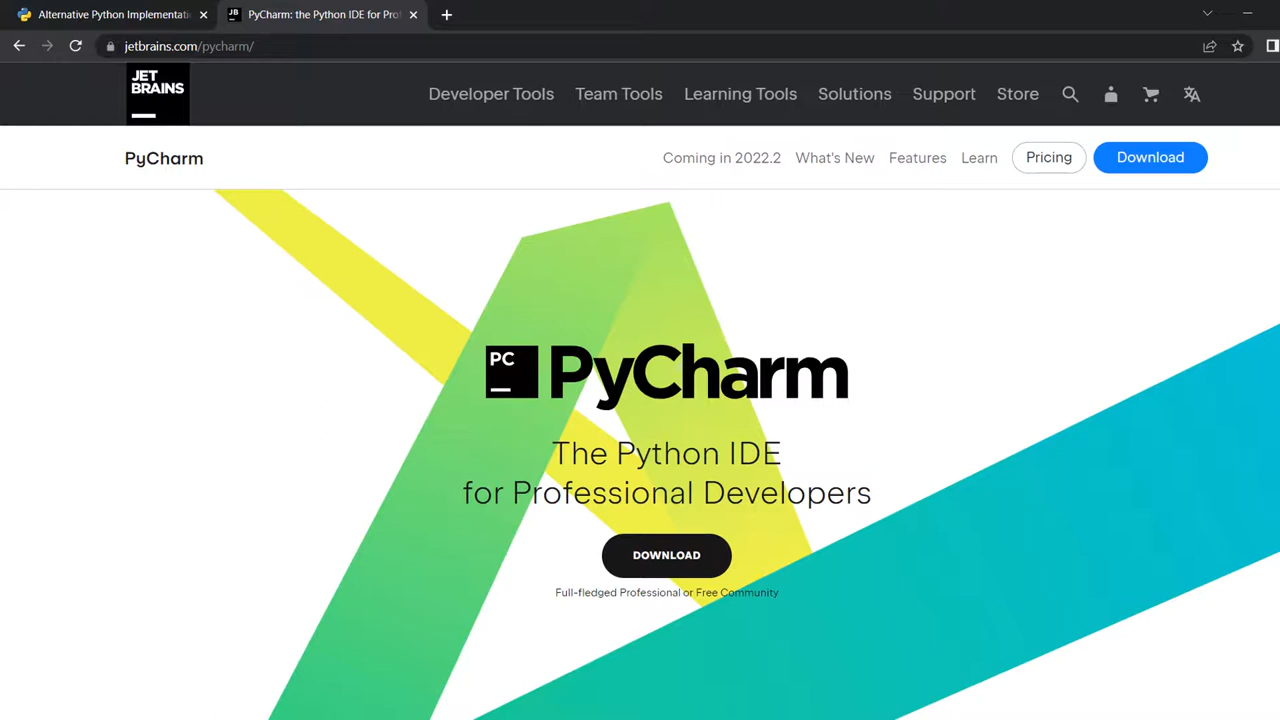 Alternative Python Implementati
JB
PyCharm: the Python IDE for Prof
jetbrains.com/pycharm/
JET
BRAINS
Developer Tools Team Tools Learning Tools Solutions Support Store
PyCharm
Coming in 2022.2 What's New Features Learn Pricing Download
PC
PyCharm
The Python IDE
for Professional Developers
DOWNLOAD
Full-fledged Professional or Free Community